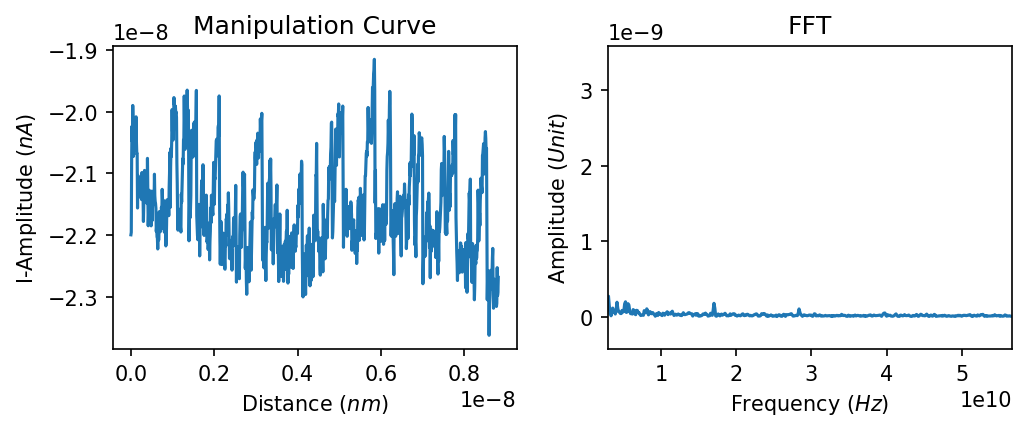 Manipulation Curve
1e−8
I-Amplitude (nA)
−1.9
−2.0
−2.1
−2.2
−2.3
0.0 0.2 0.4 0.6 0.8
1e−8
Distance (nm)
FFT
1e−9
Amplitude (Unit)
3
2
1
0
1 2 3 4 5
1e10
Frequency (Hz)